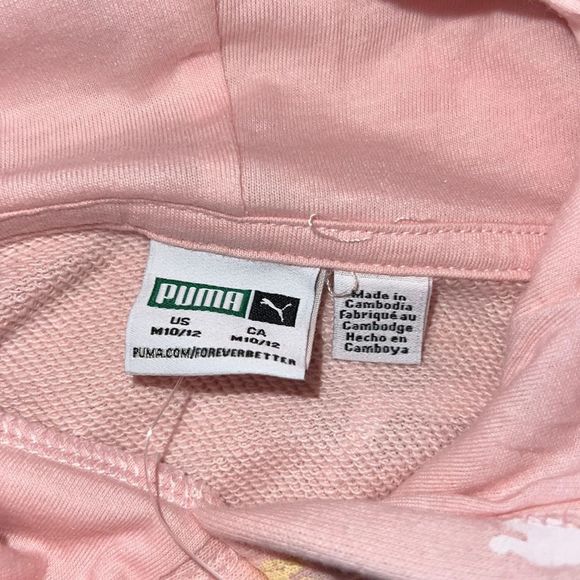 PUMA
US CA
M10/12 M10/12
PUMA.COM/FOREVERBETTER
Made in
Cambodia
Fabriqué au
Cambodge
Hecho en
Camboya